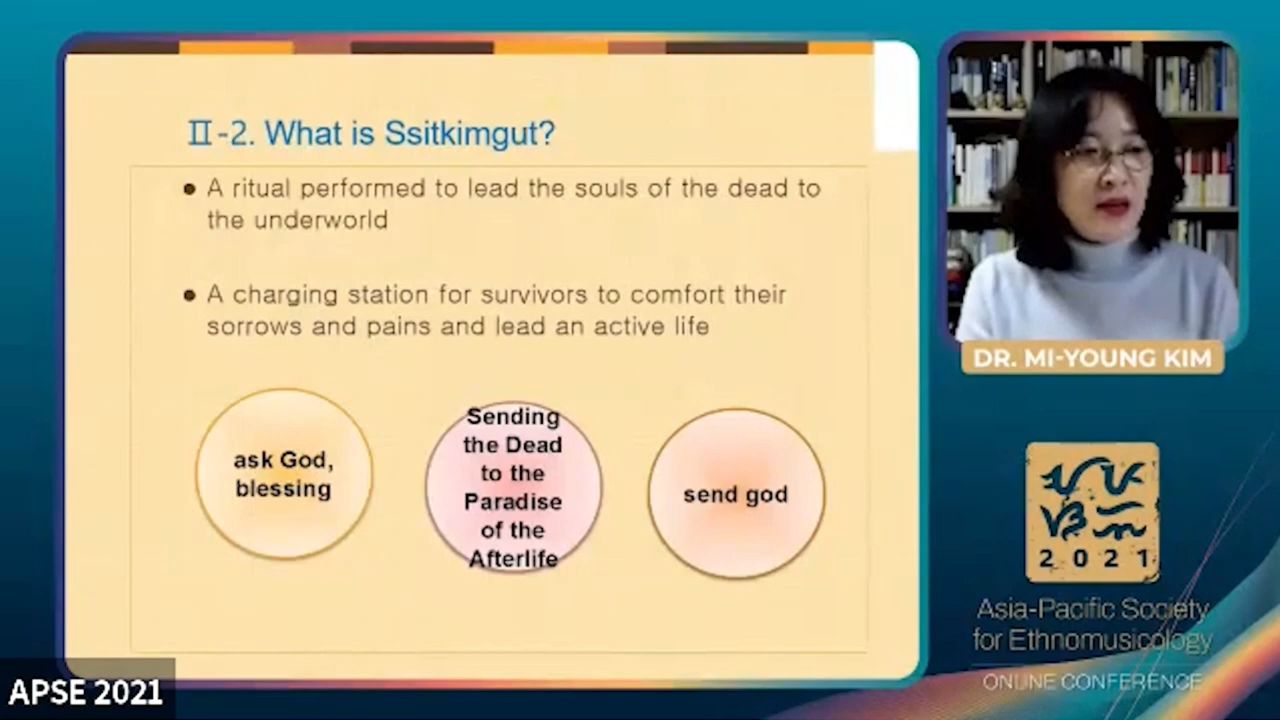 Ⅱ-2. What is Ssitkimgut?
● A ritual performed to lead the souls of the dead to
the underworld
● A charging station for survivors to comfort their
sorrows and pains and lead an active life
ask God,
blessing
Sending
the Dead
to the
Paradise
of the
Afterlife
send god
DR. MI-YOUNG KIM
2021
Asia-Pacific Society
for Ethnomusicology
ONLINE CONFERENCE
APSE 2021